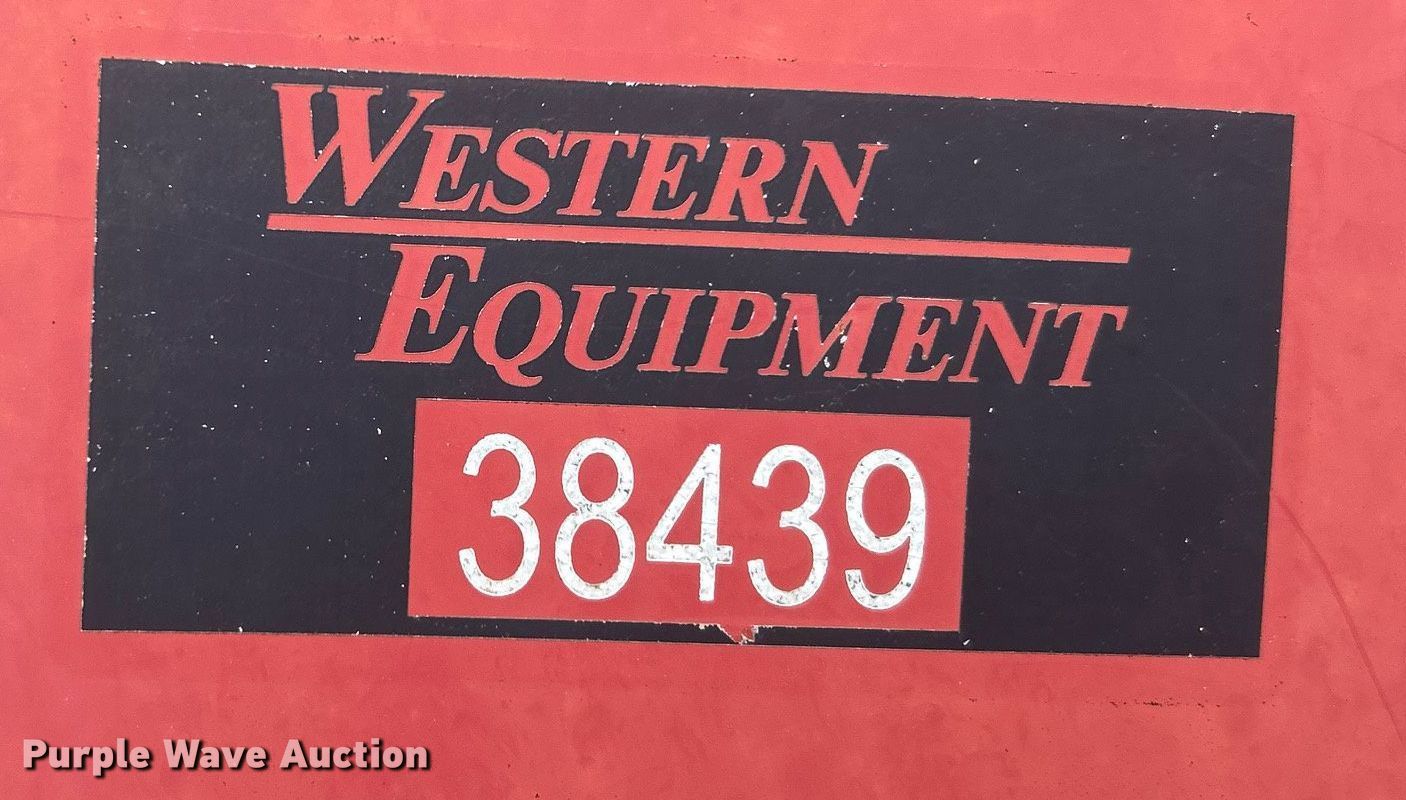 WESTERN
EQUIPMENT
38439
Purple Wave Auction